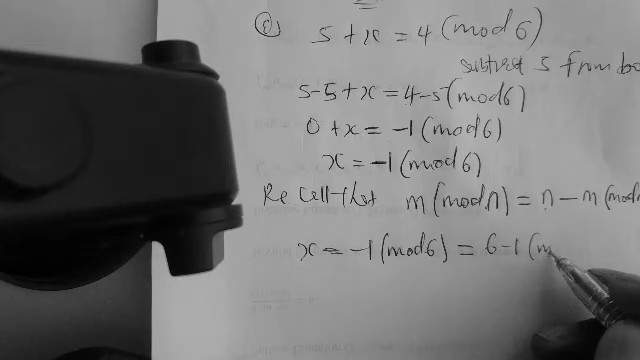 5 + x = 4 (mod 6)
subtract 5 from bo
5-5+x = 4-5 (mod 6)
0 + x = -1 (mod 6)
x = -1 (mod 6)
Recall that m (mod n) = n - m (mod n
x = -1 (mod 6) = 6-1 (m